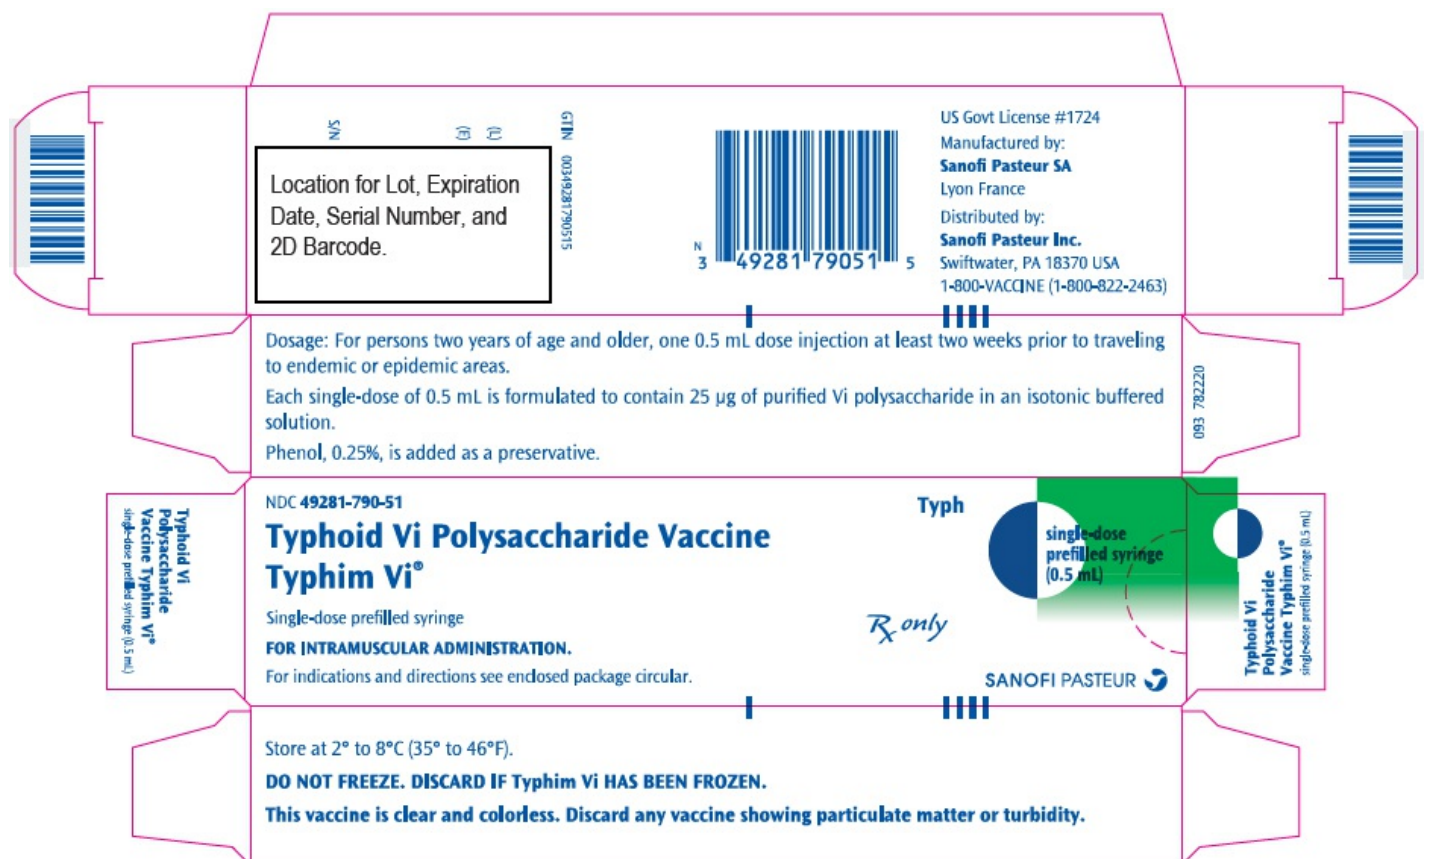 S/N
(E)
(L)
GTIN 00349281790515
Location for Lot, Expiration
Date, Serial Number, and
2D Barcode.
N
3 49281 79051 5
US Govt License #1724
Manufactured by:
Sanofi Pasteur SA
Lyon France
Distributed by:
Sanofi Pasteur Inc.
Swiftwater, PA 18370 USA
1-800-VACCINE (1-800-822-2463)
Dosage: For persons two years of age and older, one 0.5 mL dose injection at least two weeks prior to traveling
to endemic or epidemic areas.
Each single-dose of 0.5 mL is formulated to contain 25 µg of purified Vi polysaccharide in an isotonic buffered
solution.
Phenol, 0.25%, is added as a preservative.
093 782220
Typhoid Vi
Polysaccharide
Vaccine Typhim Vi®
single-dose prefilled syringe (0.5 mL)
NDC 49281-790-51
Typhoid Vi Polysaccharide Vaccine
Typhim Vi®
Single-dose prefilled syringe
FOR INTRAMUSCULAR ADMINISTRATION.
For indications and directions see enclosed package circular.
Typh
single-dose
prefilled syringe
(0.5 mL)
Rx only
SANOFI PASTEUR
Typhoid Vi
Polysaccharide
Vaccine Typhim Vi®
single-dose prefilled syringe (0.5 mL)
Store at 2° to 8°C (35° to 46°F).
DO NOT FREEZE. DISCARD IF Typhim Vi HAS BEEN FROZEN.
This vaccine is clear and colorless. Discard any vaccine showing particulate matter or turbidity.